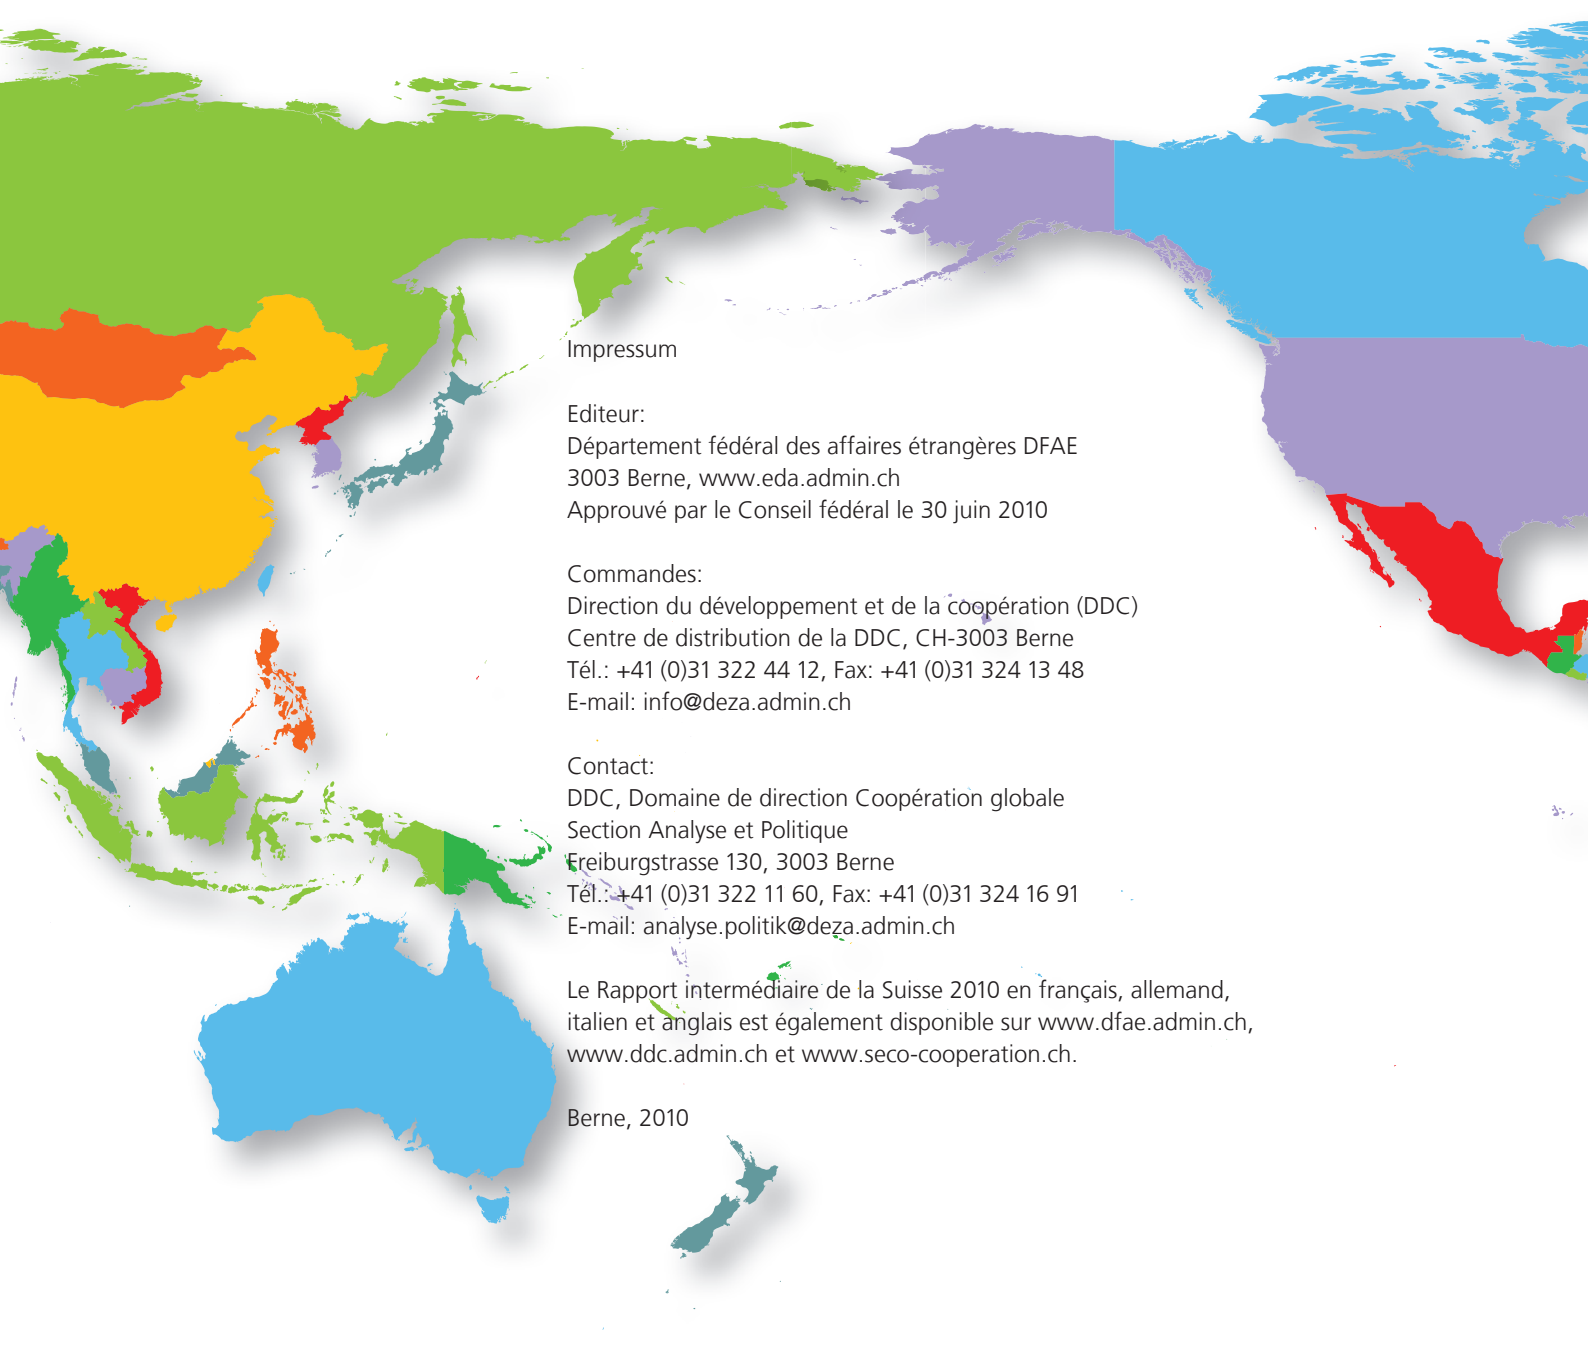 Impressum
Editeur:
Département fédéral des affaires étrangères DFAE
3003 Berne, www.eda.admin.ch
Approuvé par le Conseil fédéral le 30 juin 2010
Commandes:
Direction du développement et de la coopération (DDC)
Centre de distribution de la DDC, CH-3003 Berne
Tél.: +41 (0)31 322 44 12, Fax: +41 (0)31 324 13 48
E-mail: info@deza.admin.ch
Contact:
DDC, Domaine de direction Coopération globale
Section Analyse et Politique
Freiburgstrasse 130, 3003 Berne
Tél.: +41 (0)31 322 11 60, Fax: +41 (0)31 324 16 91
E-mail: analyse.politik@deza.admin.ch
Le Rapport intermédiaire de la Suisse 2010 en français, allemand,
italien et anglais est également disponible sur www.dfae.admin.ch,
www.ddc.admin.ch et www.seco-cooperation.ch.
Berne, 2010